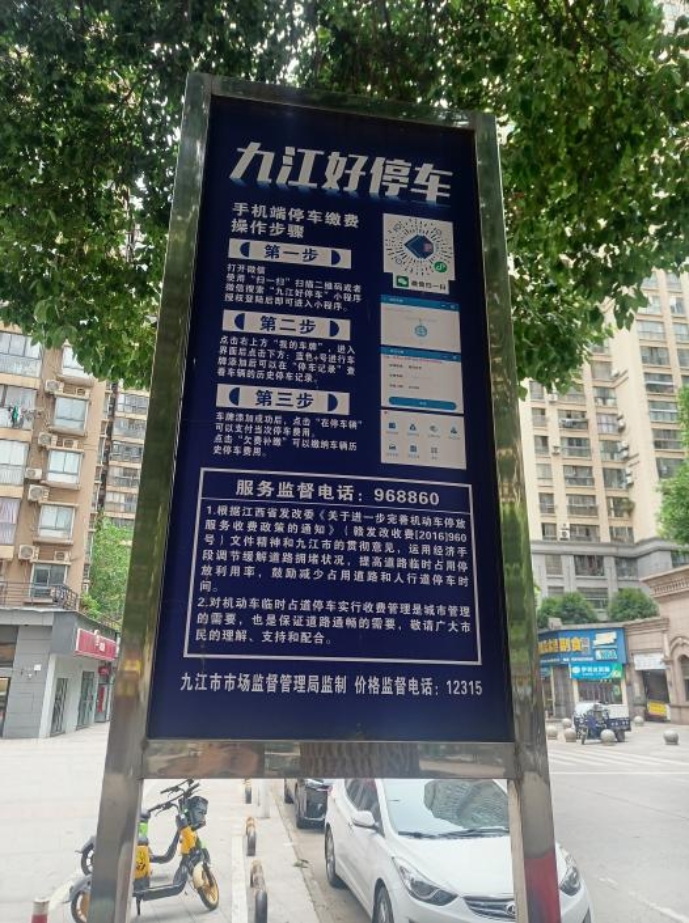 九江好停车
手机端停车缴费
操作步骤
第一步
打开微信
使用“扫一扫”扫描二维码或者
微信搜索“九江好停车”小程序
授权登陆后即可进入小程序。
微信扫一扫
第二步
点击右上方“我的车牌”，进入
界面后点击下方：蓝色+号进行车
牌添加后可以在“停车记录”查
看车辆的历史停车记录。
第三步
车牌添加成功后，点击“在停车辆”
可以支付当次停车费用。
点击“欠费补缴”可以缴纳车辆历
史停车费用。
服务监督电话：968860
1.根据江西省发改委《关于进一步完善机动车停放
服务收费政策的通知》（赣发改收费[2016]960
号）文件精神和九江市的贯彻意见，运用经济手
段调节缓解道路拥堵状况，提高道路临时占用停
放利用率，鼓励减少占用道路和人行道停车时
间。
2.对机动车临时占道停车实行收费管理是城市管理
的需要，也是保证道路通畅的需要，敬请广大市
民的理解、支持和配合。
九江市市场监督管理局监制 价格监督电话：12315
副食